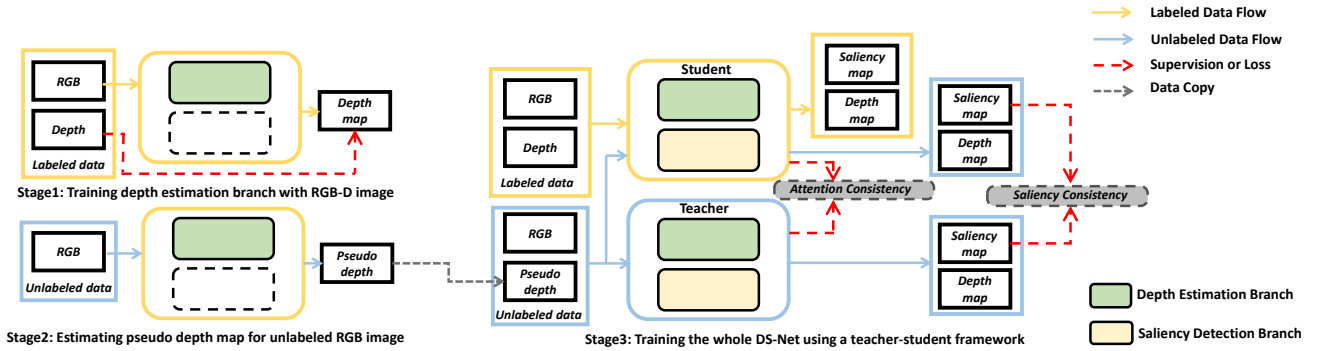 RGB
Depth
Labeled data
Depth
map
Stage1: Training depth estimation branch with RGB-D image
RGB
Unlabeled data
Pseudo
depth
Stage2: Estimating pseudo depth map for unlabeled RGB image
RGB
Depth
Labeled data
Student
Saliency
map
Depth
map
Saliency
map
Depth
map
Attention Consistency
Saliency Consistency
RGB
Pseudo
depth
Unlabeled data
Teacher
Saliency
map
Depth
map
Stage3: Training the whole DS-Net using a teacher-student framework
Labeled Data Flow
Unlabeled Data Flow
Supervision or Loss
Data Copy
Depth Estimation Branch
Saliency Detection Branch